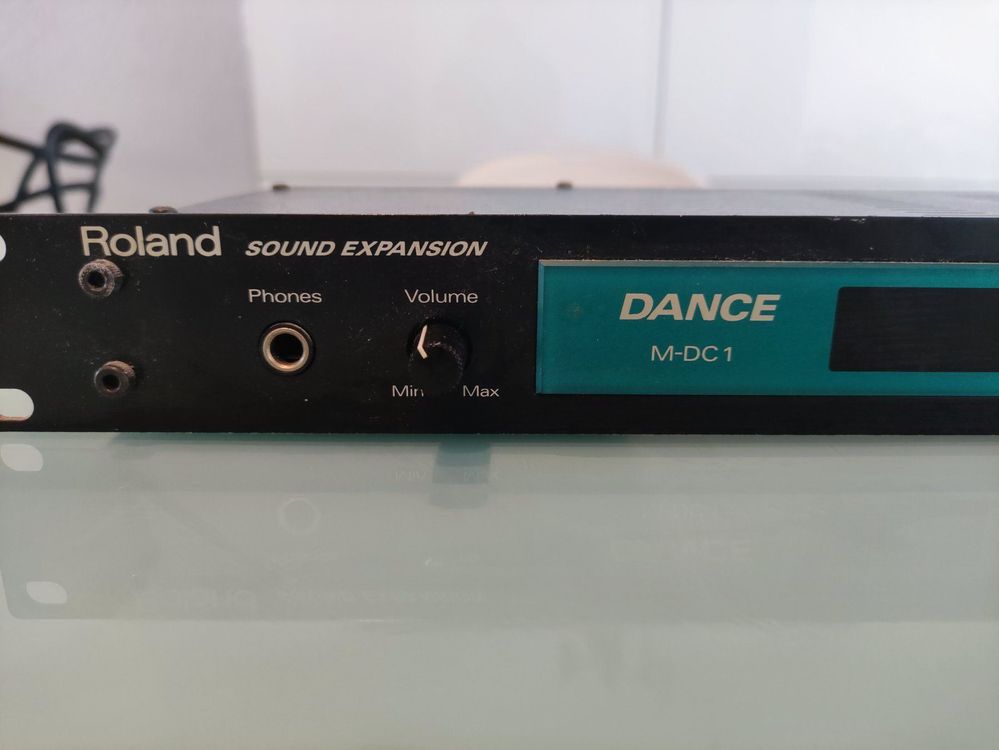 Roland SOUND EXPANSION
Phones Volume
Min Max
DANCE
M-DC1